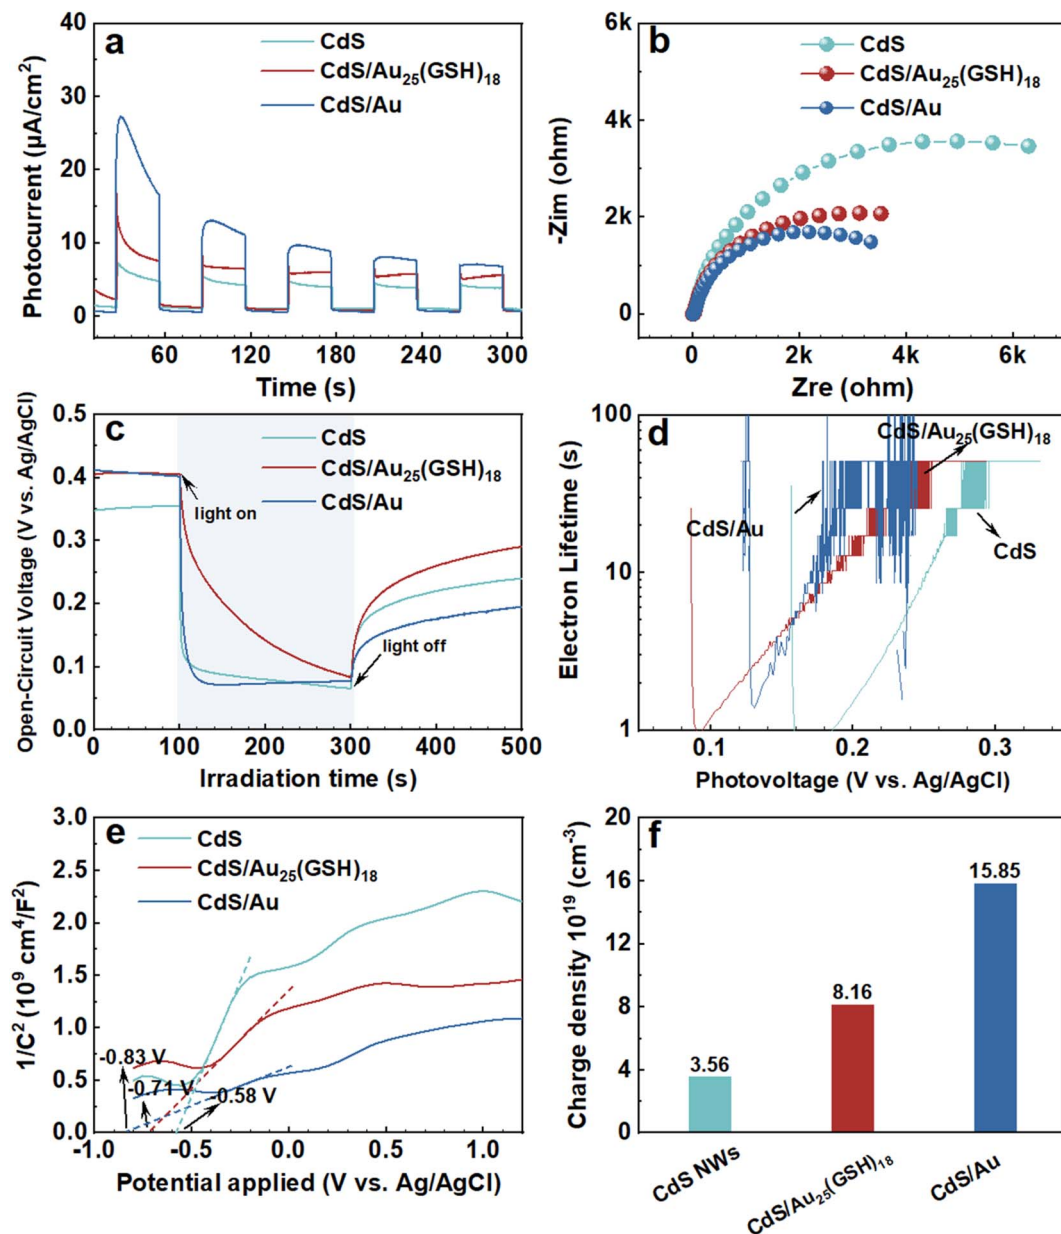 a
CdS
CdS/Au25(GSH)18
CdS/Au
40
30
20
10
0
Photocurrent (µA/cm2)
60
120
180
240
300
Time (s)
b
CdS
CdS/Au25(GSH)18
CdS/Au
6k
4k
2k
0
-Zim (ohm)
0
2k
4k
6k
Zre (ohm)
c
CdS
CdS/Au25(GSH)18
CdS/Au
light on
light off
0.5
0.4
0.3
0.2
0.1
0.0
Open-Circuit Voltage (V vs. Ag/AgCl)
0
100
200
300
400
500
Irradiation time (s)
d
CdS/Au25(GSH)18
CdS/Au
CdS
100
10
1
Electron Lifetime (s)
0.1
0.2
0.3
Photovoltage (V vs. Ag/AgCl)
e
CdS
CdS/Au25(GSH)18
CdS/Au
-0.83 V
-0.71 V
-0.58 V
3.0
2.5
2.0
1.5
1.0
0.5
0.0
1/C2 (109 cm4/F2)
-1.0
-0.5
0.0
0.5
1.0
Potential applied (V vs. Ag/AgCl)
f
20
16
12
8
4
0
Charge density 1019 (cm-3)
3.56
8.16
15.85
CdS NWs
CdS/Au25(GSH)18
CdS/Au